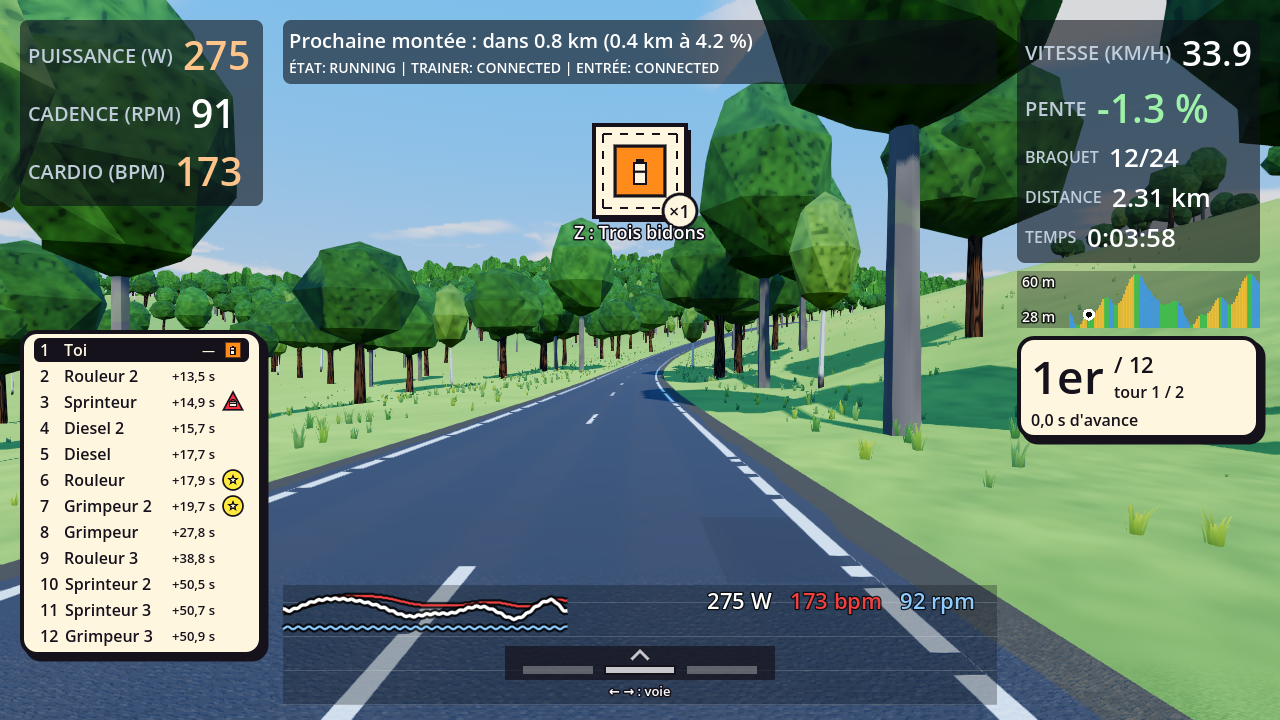 PUISSANCE (W) 275
CADENCE (RPM) 91
CARDIO (BPM) 173
Prochaine montée : dans 0.8 km (0.4 km à 4.2 %)
ÉTAT: RUNNING | TRAINER: CONNECTED | ENTRÉE: CONNECTED
×1
Z : Trois bidons
VITESSE (KM/H) 33.9
PENTE -1.3 %
BRAQUET 12/24
DISTANCE 2.31 km
TEMPS 0:03:58
60 m
28 m
1er / 12
tour 1 / 2
0,0 s d'avance
1 Toi —
2 Rouleur 2 +13,5 s
3 Sprinteur +14,9 s
4 Diesel 2 +15,7 s
5 Diesel +17,7 s
6 Rouleur +17,9 s
7 Grimpeur 2 +19,7 s
8 Grimpeur +27,8 s
9 Rouleur 3 +38,8 s
10 Sprinteur 2 +50,5 s
11 Sprinteur 3 +50,7 s
12 Grimpeur 3 +50,9 s
275 W 173 bpm 92 rpm
← → : voie